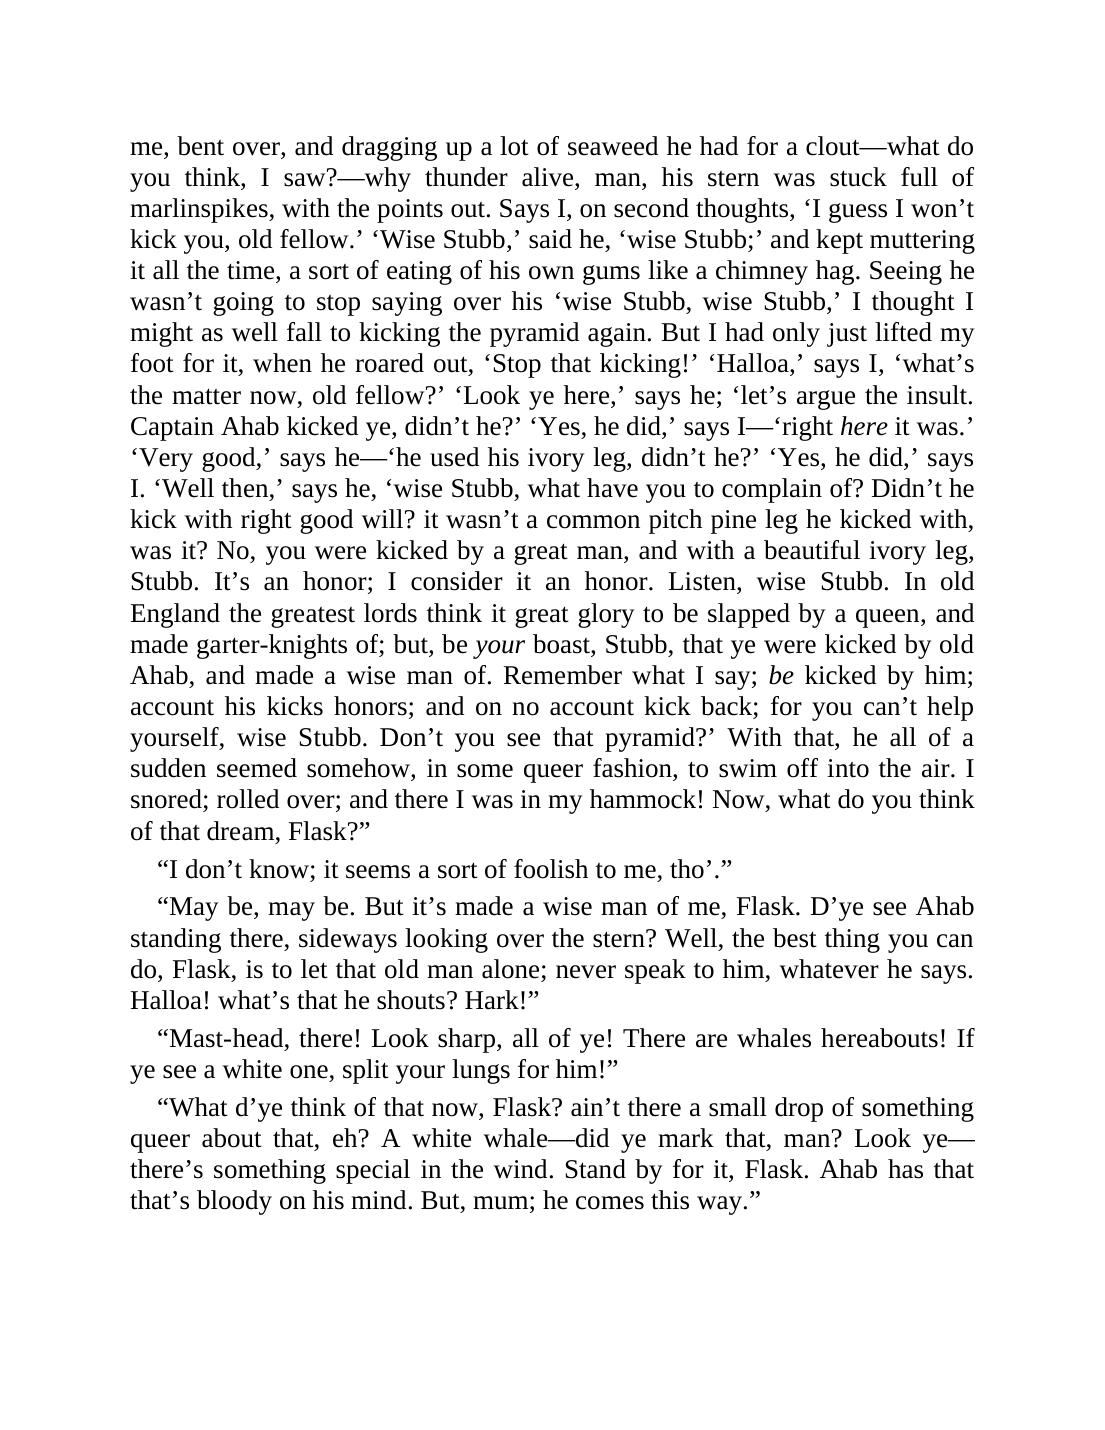 me, bent over, and dragging up a lot of seaweed he had for a clout—what do
you think, I saw?—why thunder alive, man, his stern was stuck full of
marlinspikes, with the points out. Says I, on second thoughts, ‘I guess I won’t
kick you, old fellow.’ ‘Wise Stubb,’ said he, ‘wise Stubb;’ and kept muttering
it all the time, a sort of eating of his own gums like a chimney hag. Seeing he
wasn’t going to stop saying over his ‘wise Stubb, wise Stubb,’ I thought I
might as well fall to kicking the pyramid again. But I had only just lifted my
foot for it, when he roared out, ‘Stop that kicking!’ ‘Halloa,’ says I, ‘what’s
the matter now, old fellow?’ ‘Look ye here,’ says he; ‘let’s argue the insult.
Captain Ahab kicked ye, didn’t he?’ ‘Yes, he did,’ says I—‘right here it was.’
‘Very good,’ says he—‘he used his ivory leg, didn’t he?’ ‘Yes, he did,’ says
I. ‘Well then,’ says he, ‘wise Stubb, what have you to complain of? Didn’t he
kick with right good will? it wasn’t a common pitch pine leg he kicked with,
was it? No, you were kicked by a great man, and with a beautiful ivory leg,
Stubb. It’s an honor; I consider it an honor. Listen, wise Stubb. In old
England the greatest lords think it great glory to be slapped by a queen, and
made garter-knights of; but, be your boast, Stubb, that ye were kicked by old
Ahab, and made a wise man of. Remember what I say; be kicked by him;
account his kicks honors; and on no account kick back; for you can’t help
yourself, wise Stubb. Don’t you see that pyramid?’ With that, he all of a
sudden seemed somehow, in some queer fashion, to swim off into the air. I
snored; rolled over; and there I was in my hammock! Now, what do you think
of that dream, Flask?”
“I don’t know; it seems a sort of foolish to me, tho’.”
“May be, may be. But it’s made a wise man of me, Flask. D’ye see Ahab
standing there, sideways looking over the stern? Well, the best thing you can
do, Flask, is to let that old man alone; never speak to him, whatever he says.
Halloa! what’s that he shouts? Hark!”
“Mast-head, there! Look sharp, all of ye! There are whales hereabouts! If
ye see a white one, split your lungs for him!”
“What d’ye think of that now, Flask? ain’t there a small drop of something
queer about that, eh? A white whale—did ye mark that, man? Look ye—
there’s something special in the wind. Stand by for it, Flask. Ahab has that
that’s bloody on his mind. But, mum; he comes this way.”